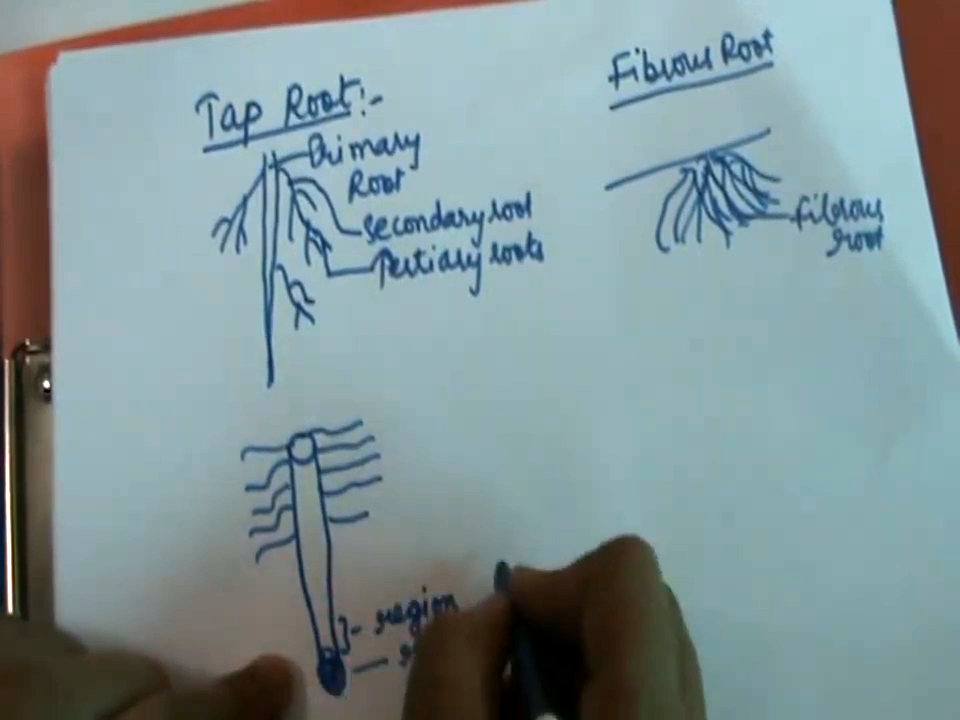 Tap Root:-
Primary
Root
Secondary root
Tertiary roots
Fibrous Root
fibrous
root
region